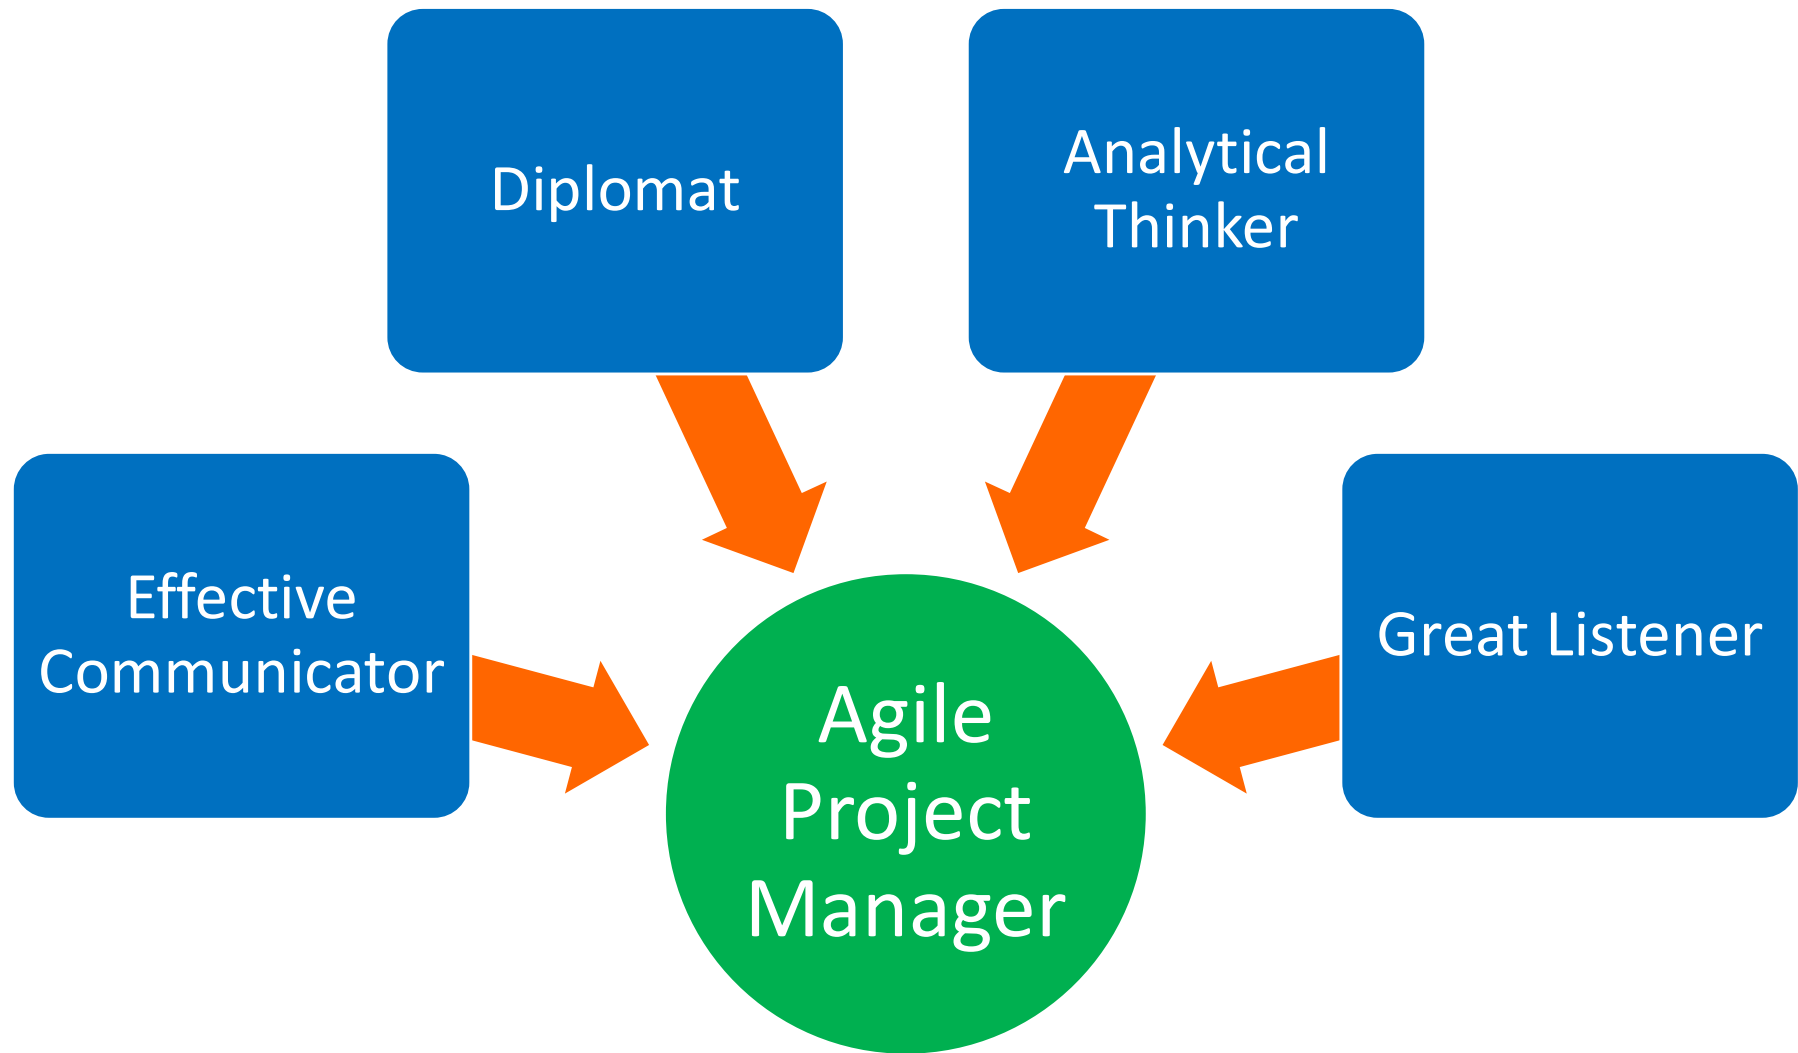 Diplomat
Analytical
Thinker
Effective
Communicator
Great Listener
Agile
Project
Manager